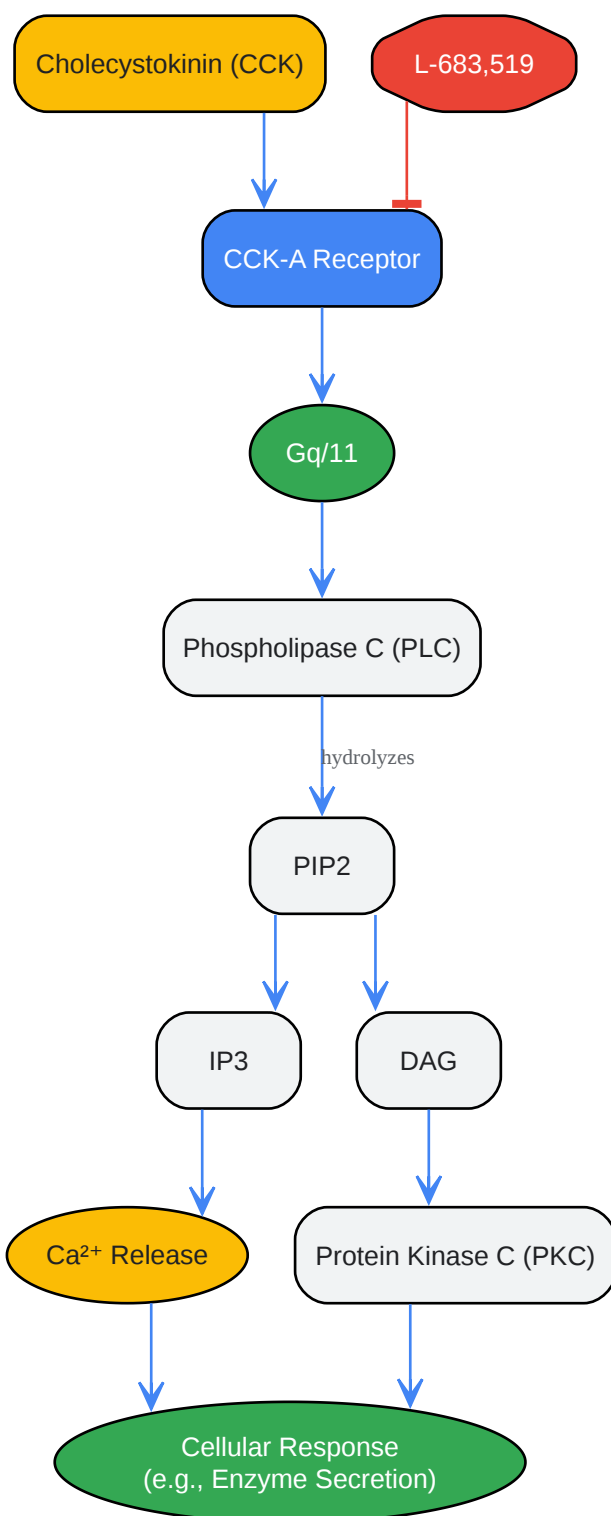 Cholecystokinin (CCK)
L-683,519
CCK-A Receptor
Gq/11
Phospholipase C (PLC)
hydrolyzes
PIP2
IP3
DAG
Ca²⁺ Release
Protein Kinase C (PKC)
Cellular Response
(e.g., Enzyme Secretion)